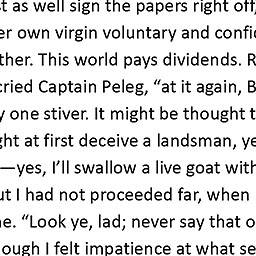 t as well sign the papers right off,
er own virgin voluntary and confi
ther. This world pays dividends. R
cried Captain Peleg, “at it again, B
y one stiver. It might be thought t
ght at first deceive a landsman, ye
—yes, I’ll swallow a live goat with
ut I had not proceeded far, when
ne. “Look ye, lad; never say that o
ough I felt impatience at what se